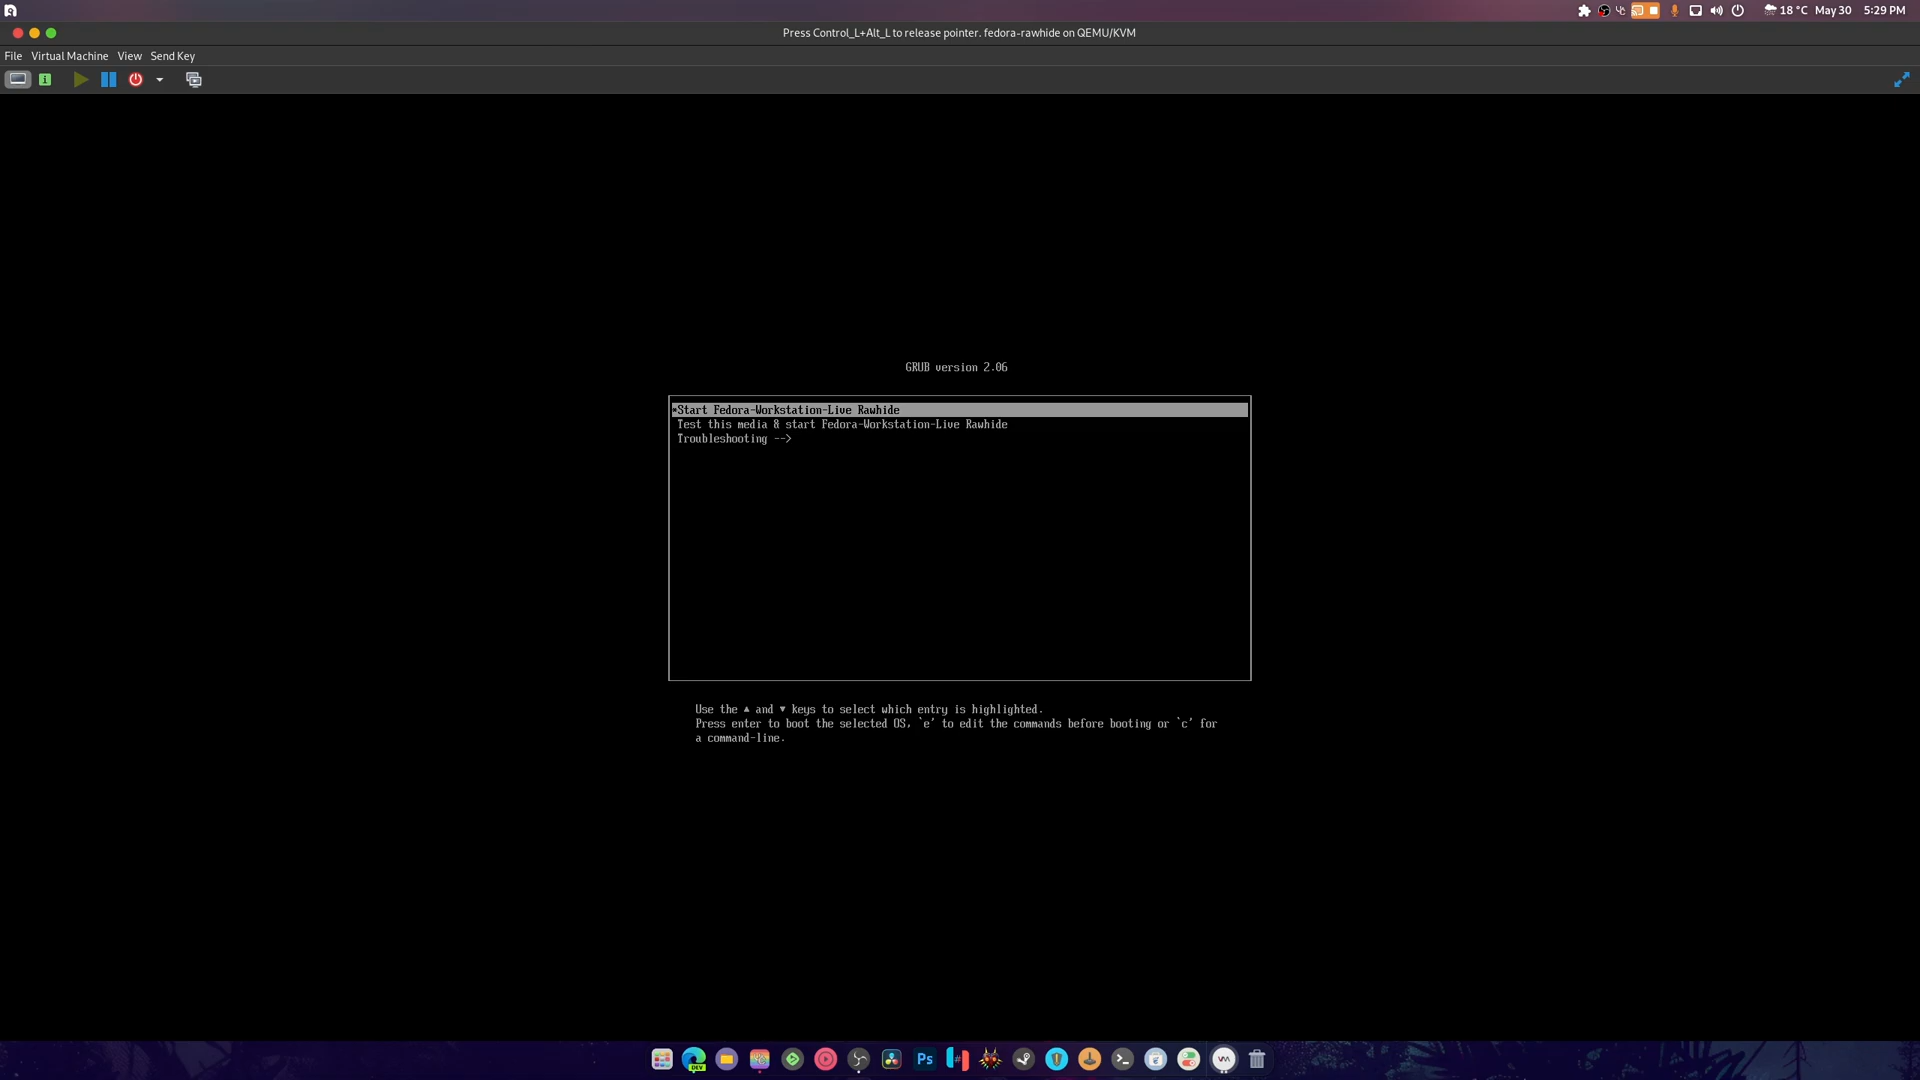 18 °C May 30 5:29 PM
Press Control_L+Alt_L to release pointer. fedora-rawhide on QEMU/KVM
File Virtual Machine View Send Key
GRUB version 2.06
*Start Fedora-Workstation-Live Rawhide
Test this media & start Fedora-Workstation-Live Rawhide
Troubleshooting -->
Use the ▲ and ▼ keys to select which entry is highlighted.
Press enter to boot the selected OS, `e' to edit the commands before booting or `c' for
a command-line.
DEV
Ps